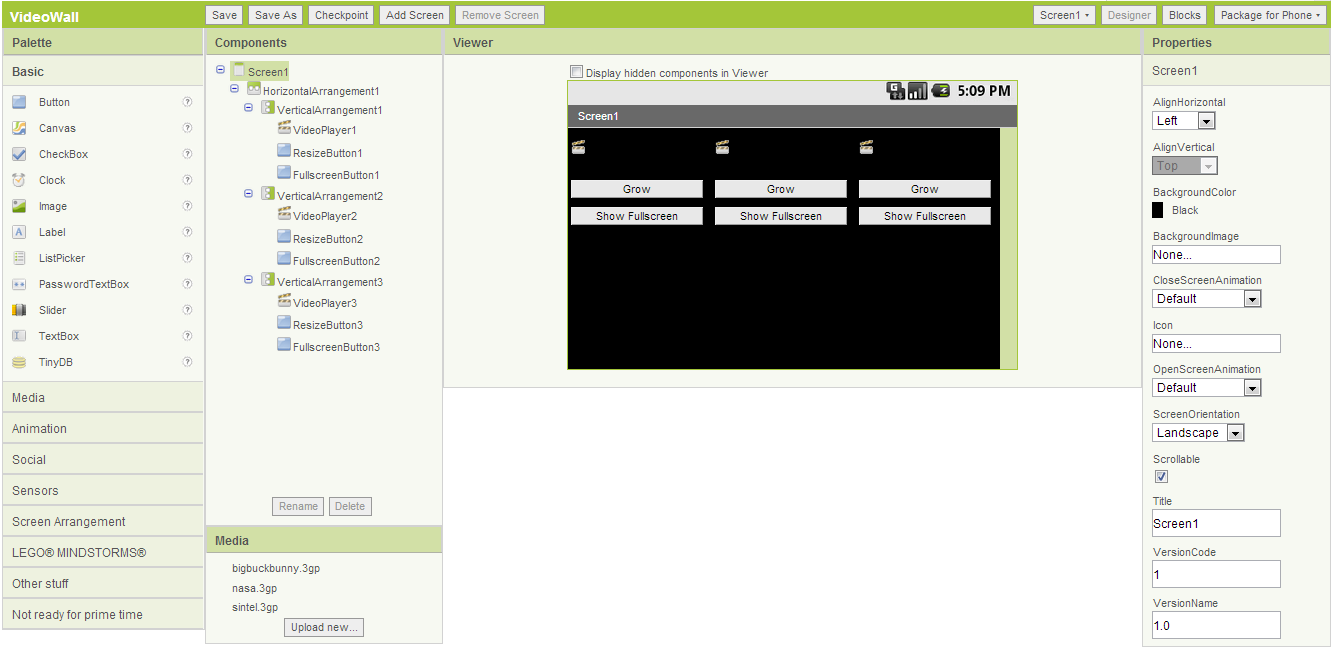 VideoWall
Save
Save As
Checkpoint
Add Screen
Remove Screen
Screen1
Designer
Blocks
Package for Phone
Palette
Basic
Button ?
Canvas ?
CheckBox ?
Clock ?
Image ?
A Label ?
ListPicker ?
PasswordTextBox ?
Slider ?
TextBox ?
TinyDB ?
Media
Animation
Social
Sensors
Screen Arrangement
LEGO® MINDSTORMS®
Other stuff
Not ready for prime time
Components
Screen1
HorizontalArrangement1
VerticalArrangement1
VideoPlayer1
ResizeButton1
FullscreenButton1
VerticalArrangement2
VideoPlayer2
ResizeButton2
FullscreenButton2
VerticalArrangement3
VideoPlayer3
ResizeButton3
FullscreenButton3
Rename
Delete
Media
bigbuckbunny.3gp
nasa.3gp
sintel.3gp
Upload new...
Viewer
Display hidden components in Viewer
G 5:09 PM
Screen1
Grow Grow Grow
Show Fullscreen Show Fullscreen Show Fullscreen
Properties
Screen1
AlignHorizontal
Left
AlignVertical
Top
BackgroundColor
Black
BackgroundImage
None...
CloseScreenAnimation
Default
Icon
None...
OpenScreenAnimation
Default
ScreenOrientation
Landscape
Scrollable
Title
Screen1
VersionCode
1
VersionName
1.0